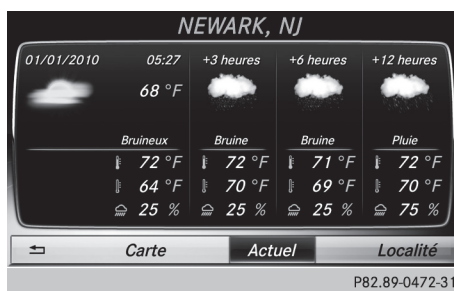 NEWARK, NJ
01/01/2010 05:27 +3 heures +6 heures +12 heures
68 °F
Bruineux Bruine Bruine Pluie
72 °F 72 °F 71 °F 72 °F
64 °F 70 °F 69 °F 70 °F
25 % 25 % 25 % 75 %
Carte Actuel Localité
P82.89-0472-31